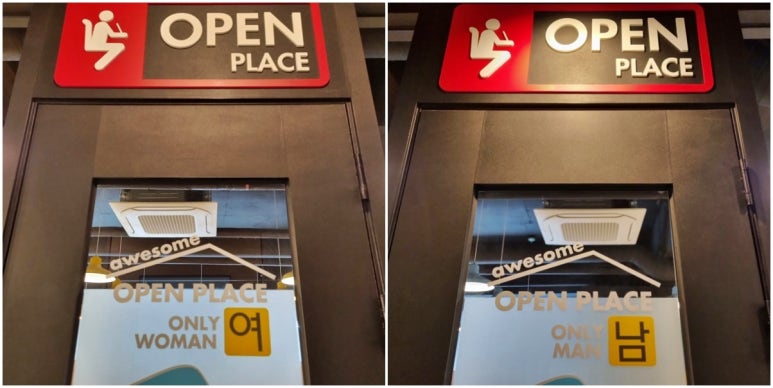 OPEN
PLACE
awesome
OPEN PLACE
ONLY
WOMAN
여
OPEN
PLACE
awesome
OPEN PLACE
ONLY
MAN
남